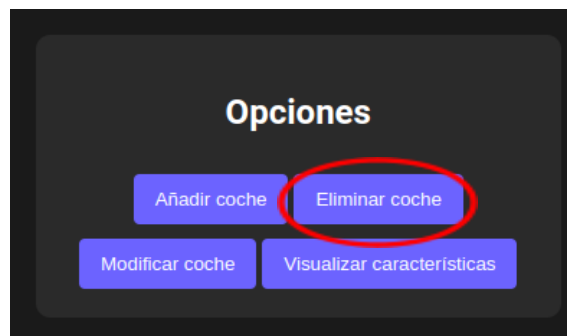 Opciones
Añadir coche Eliminar coche
Modificar coche Visualizar características